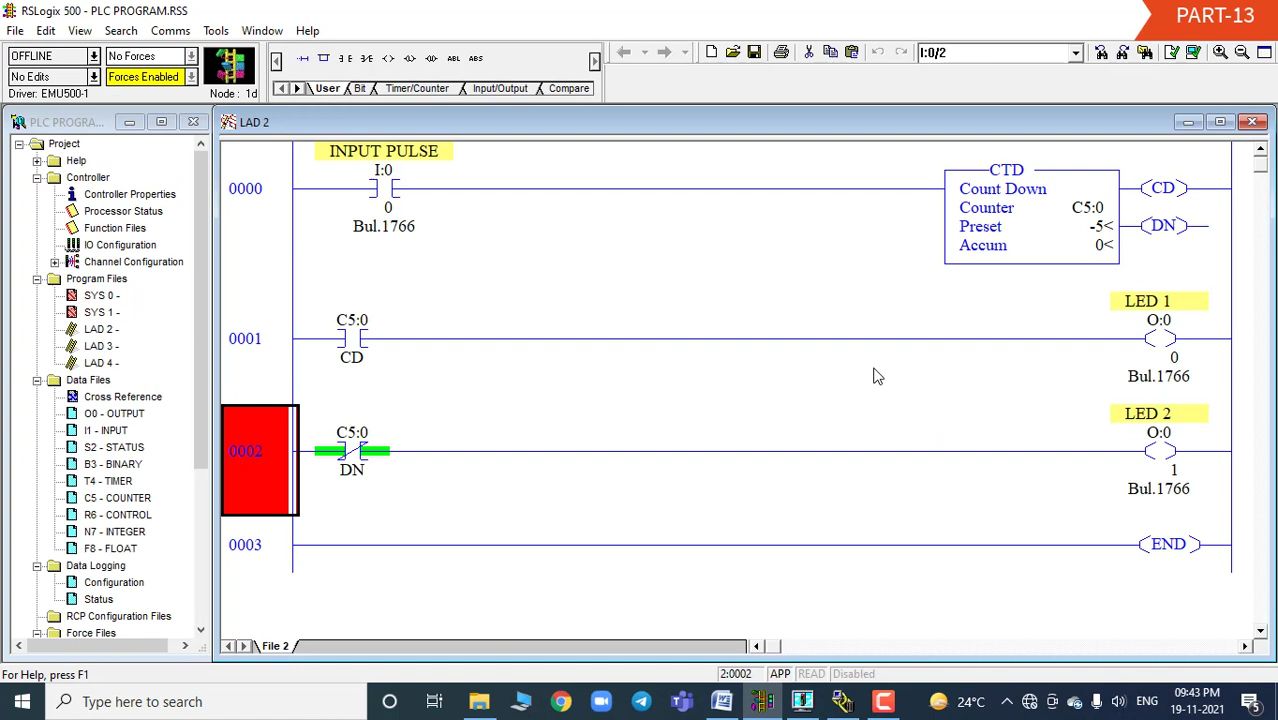 RSLogix 500 - PLC PROGRAM.RSS
PART-13
File Edit View Search Comms Tools Window Help
OFFLINE No Forces
No Edits Forces Enabled
Driver: EMU500-1 Node : 1d
ABL ABS
User Bit Timer/Counter Input/Output Compare
I:0/2
PLC PROGRA...
Project
Help
Controller
Controller Properties
Processor Status
Function Files
IO Configuration
Channel Configuration
Program Files
SYS 0 -
SYS 1 -
LAD 2 -
LAD 3 -
LAD 4 -
Data Files
Cross Reference
O0 - OUTPUT
I1 - INPUT
S2 - STATUS
B3 - BINARY
T4 - TIMER
C5 - COUNTER
R6 - CONTROL
N7 - INTEGER
F8 - FLOAT
Data Logging
Configuration
Status
RCP Configuration Files
Force Files
LAD 2
INPUT PULSE
I:0
0000
0
Bul.1766
CTD
Count Down
Counter C5:0
Preset -5<
Accum 0<
CD
DN
LED 1
C5:0 O:0
0001
CD 0
Bul.1766
LED 2
C5:0 O:0
0002
DN 1
Bul.1766
0003 END
File 2
For Help, press F1
2:0002 APP READ Disabled
Type here to search
24°C
ENG
09:43 PM
19-11-2021
5